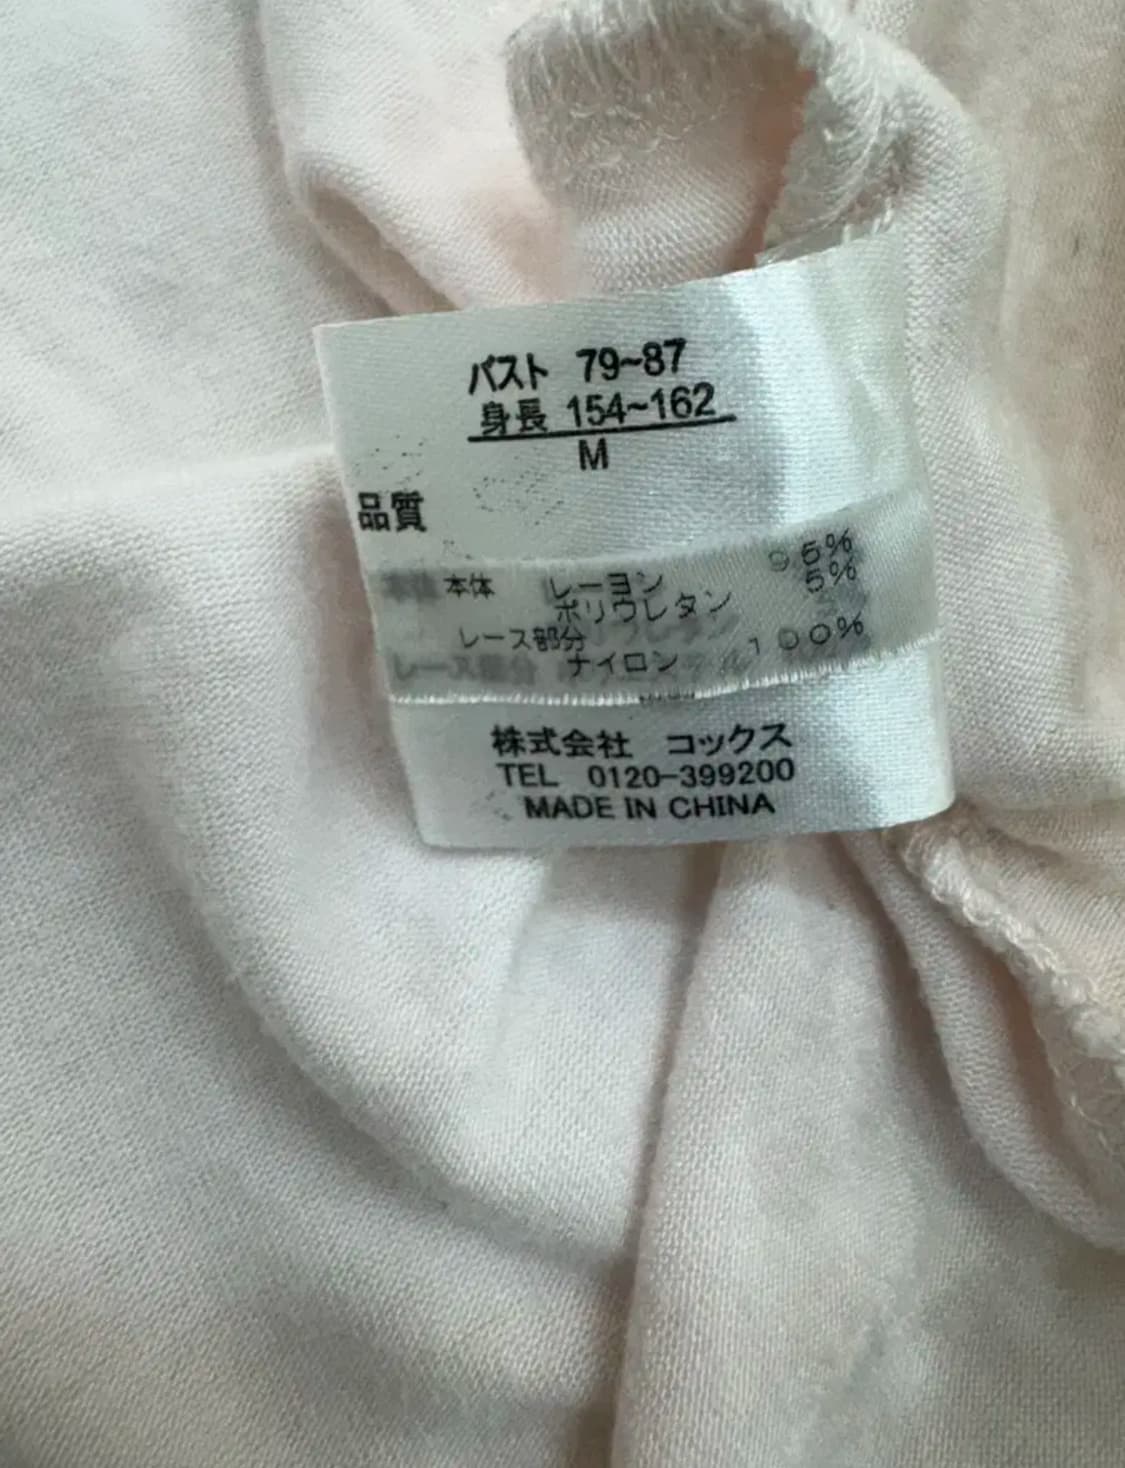 バスト 79~87
身長 154~162
M
品質
本体 レーヨン 95%
ポリウレタン 5%
レース部分
ナイロン 100%
株式会社 コックス
TEL 0120-399200
MADE IN CHINA